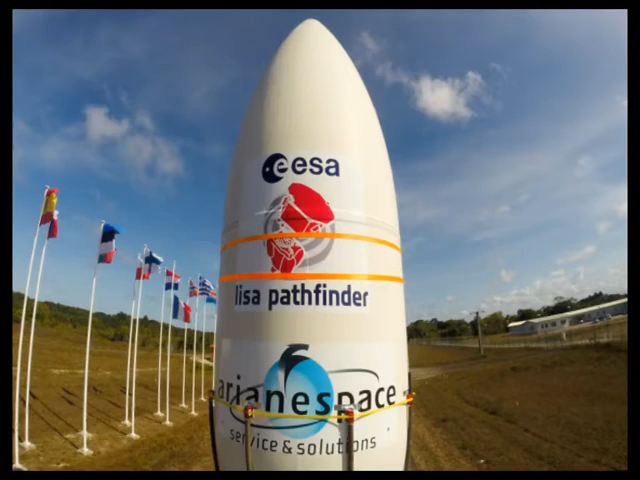 esa
lisa pathfinder
arianespace
service & solutions